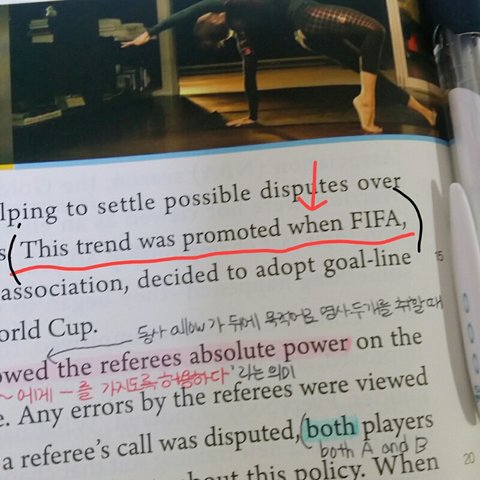 lping to settle possible disputes over
s (This trend was promoted when FIFA,)
association, decided to adopt goal-line
15
orld Cup.
동사 allow가 뒤에 목적어로 명사 두개를 취할 때
owed the referees absolute power on the
~에게 ~를 가지도록 허용하다' 라는 의미
e. Any errors by the referees were viewed
a referee's call was disputed, (both players
both A and B
20
about this policy. When